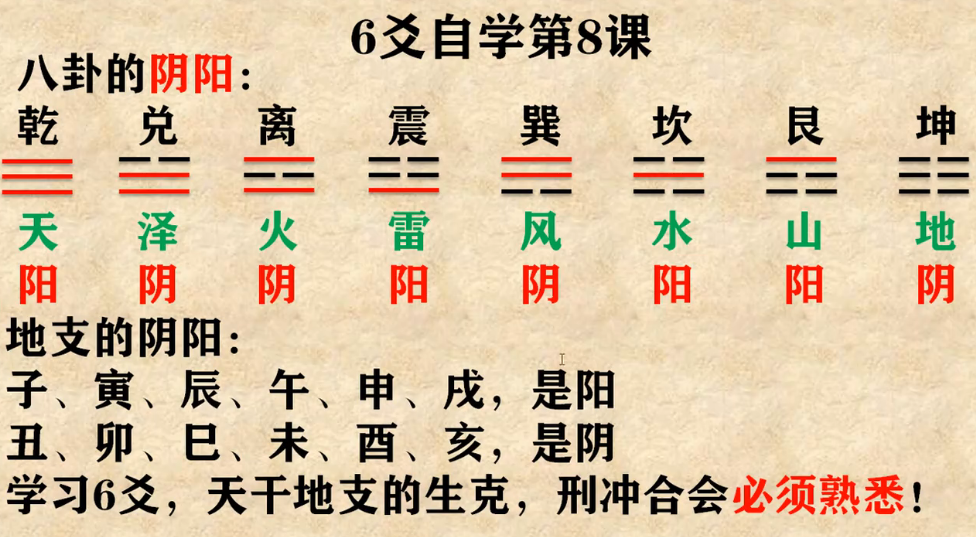 6爻自学第8课
八卦的阴阳：
乾 兑 离 震 巽 坎 艮 坤
天 泽 火 雷 风 水 山 地
阳 阴 阴 阳 阴 阳 阳 阴
地支的阴阳：
子、寅、辰、午、申、戌，是阳
丑、卯、巳、未、酉、亥，是阴
学习6爻，天干地支的生克，刑冲合会必须熟悉！